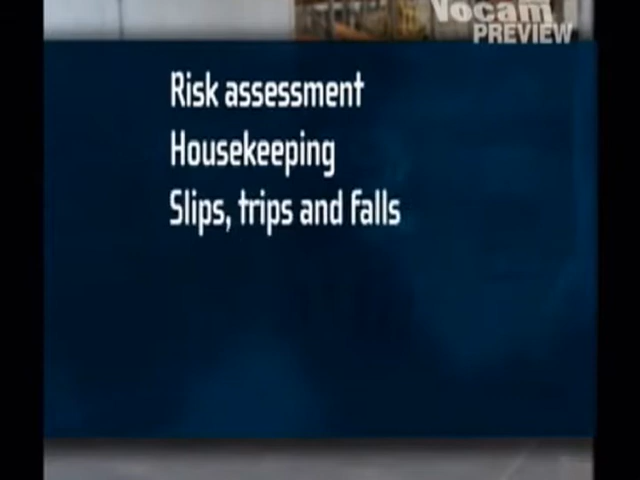 Vocam
PREVIEW
Risk assessment
Housekeeping
Slips, trips and falls